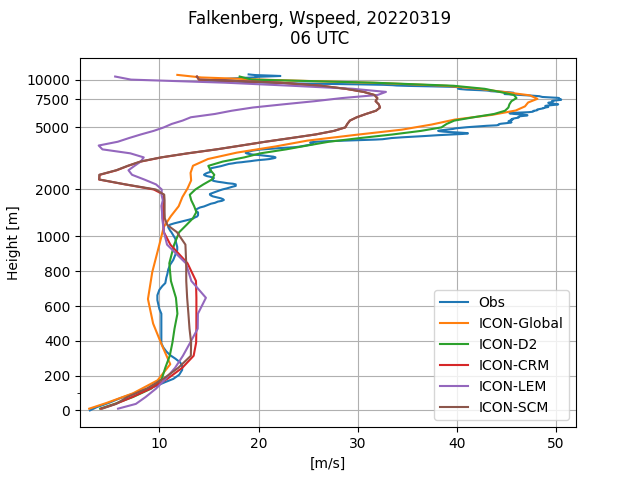 Falkenberg, Wspeed, 20220319
06 UTC
Height [m]
10000
7500
5000
2000
1000
800
600
400
200
0
Obs
ICON-Global
ICON-D2
ICON-CRM
ICON-LEM
ICON-SCM
10 20 30 40 50
[m/s]